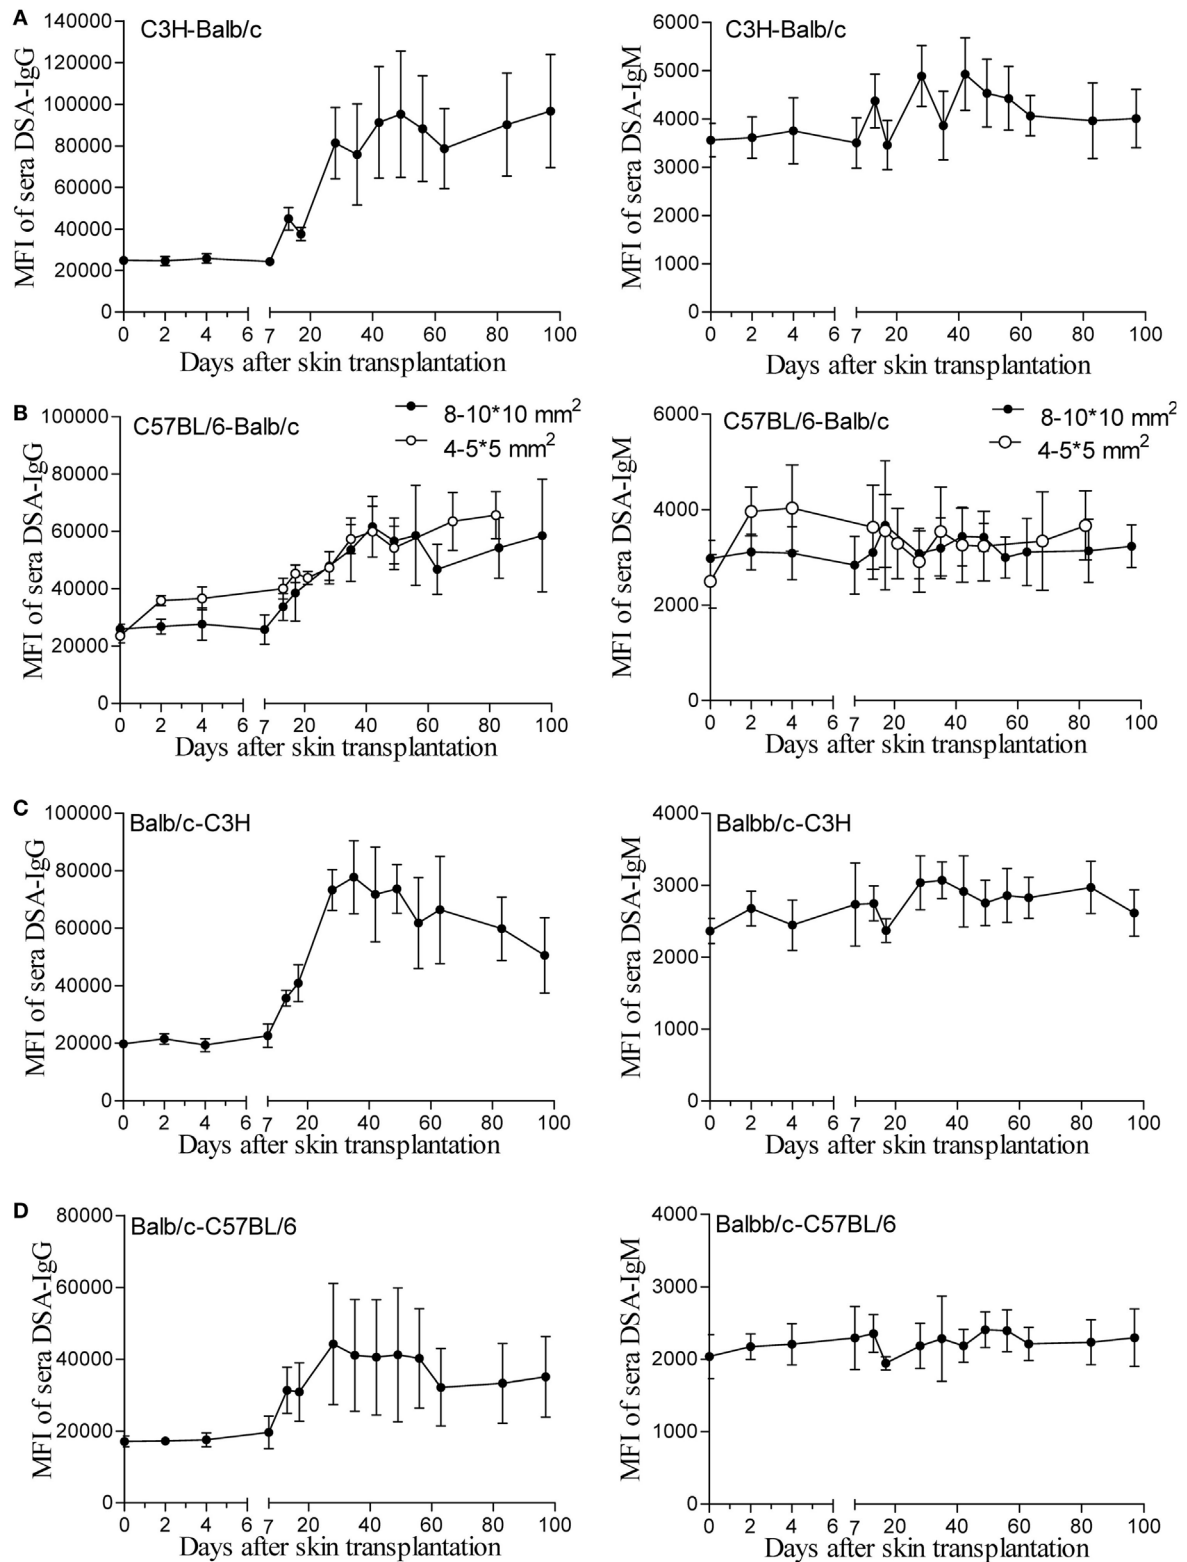 A
C3H-Balb/c
MFI of sera DSA-IgG
140000
120000
100000
80000
60000
40000
20000
0
0 2 4 6 7 20 40 60 80 100
Days after skin transplantation
C3H-Balb/c
MFI of sera DSA-IgM
6000
5000
4000
3000
2000
1000
0
0 2 4 6 7 20 40 60 80 100
Days after skin transplantation
B
C57BL/6-Balb/c
8-10*10 mm²
4-5*5 mm²
MFI of sera DSA-IgG
100000
80000
60000
40000
20000
0
0 2 4 6 7 20 40 60 80 100
Days after skin transplantation
C57BL/6-Balb/c
8-10*10 mm²
4-5*5 mm²
MFI of sera DSA-IgM
6000
4000
2000
0
0 2 4 6 7 20 40 60 80 100
Days after skin transplantation
C
Balb/c-C3H
MFI of sera DSA-IgG
100000
80000
60000
40000
20000
0
0 2 4 6 7 20 40 60 80 100
Days after skin transplantation
Balbb/c-C3H
MFI of sera DSA-IgM
4000
3000
2000
1000
0
0 2 4 6 7 20 40 60 80 100
Days after skin transplantation
D
Balb/c-C57BL/6
MFI of sera DSA-IgG
80000
60000
40000
20000
0
0 2 4 6 7 20 40 60 80 100
Days after skin transplantation
Balbb/c-C57BL/6
MFI of sera DSA-IgM
4000
3000
2000
1000
0
0 2 4 6 7 20 40 60 80 100
Days after skin transplantation